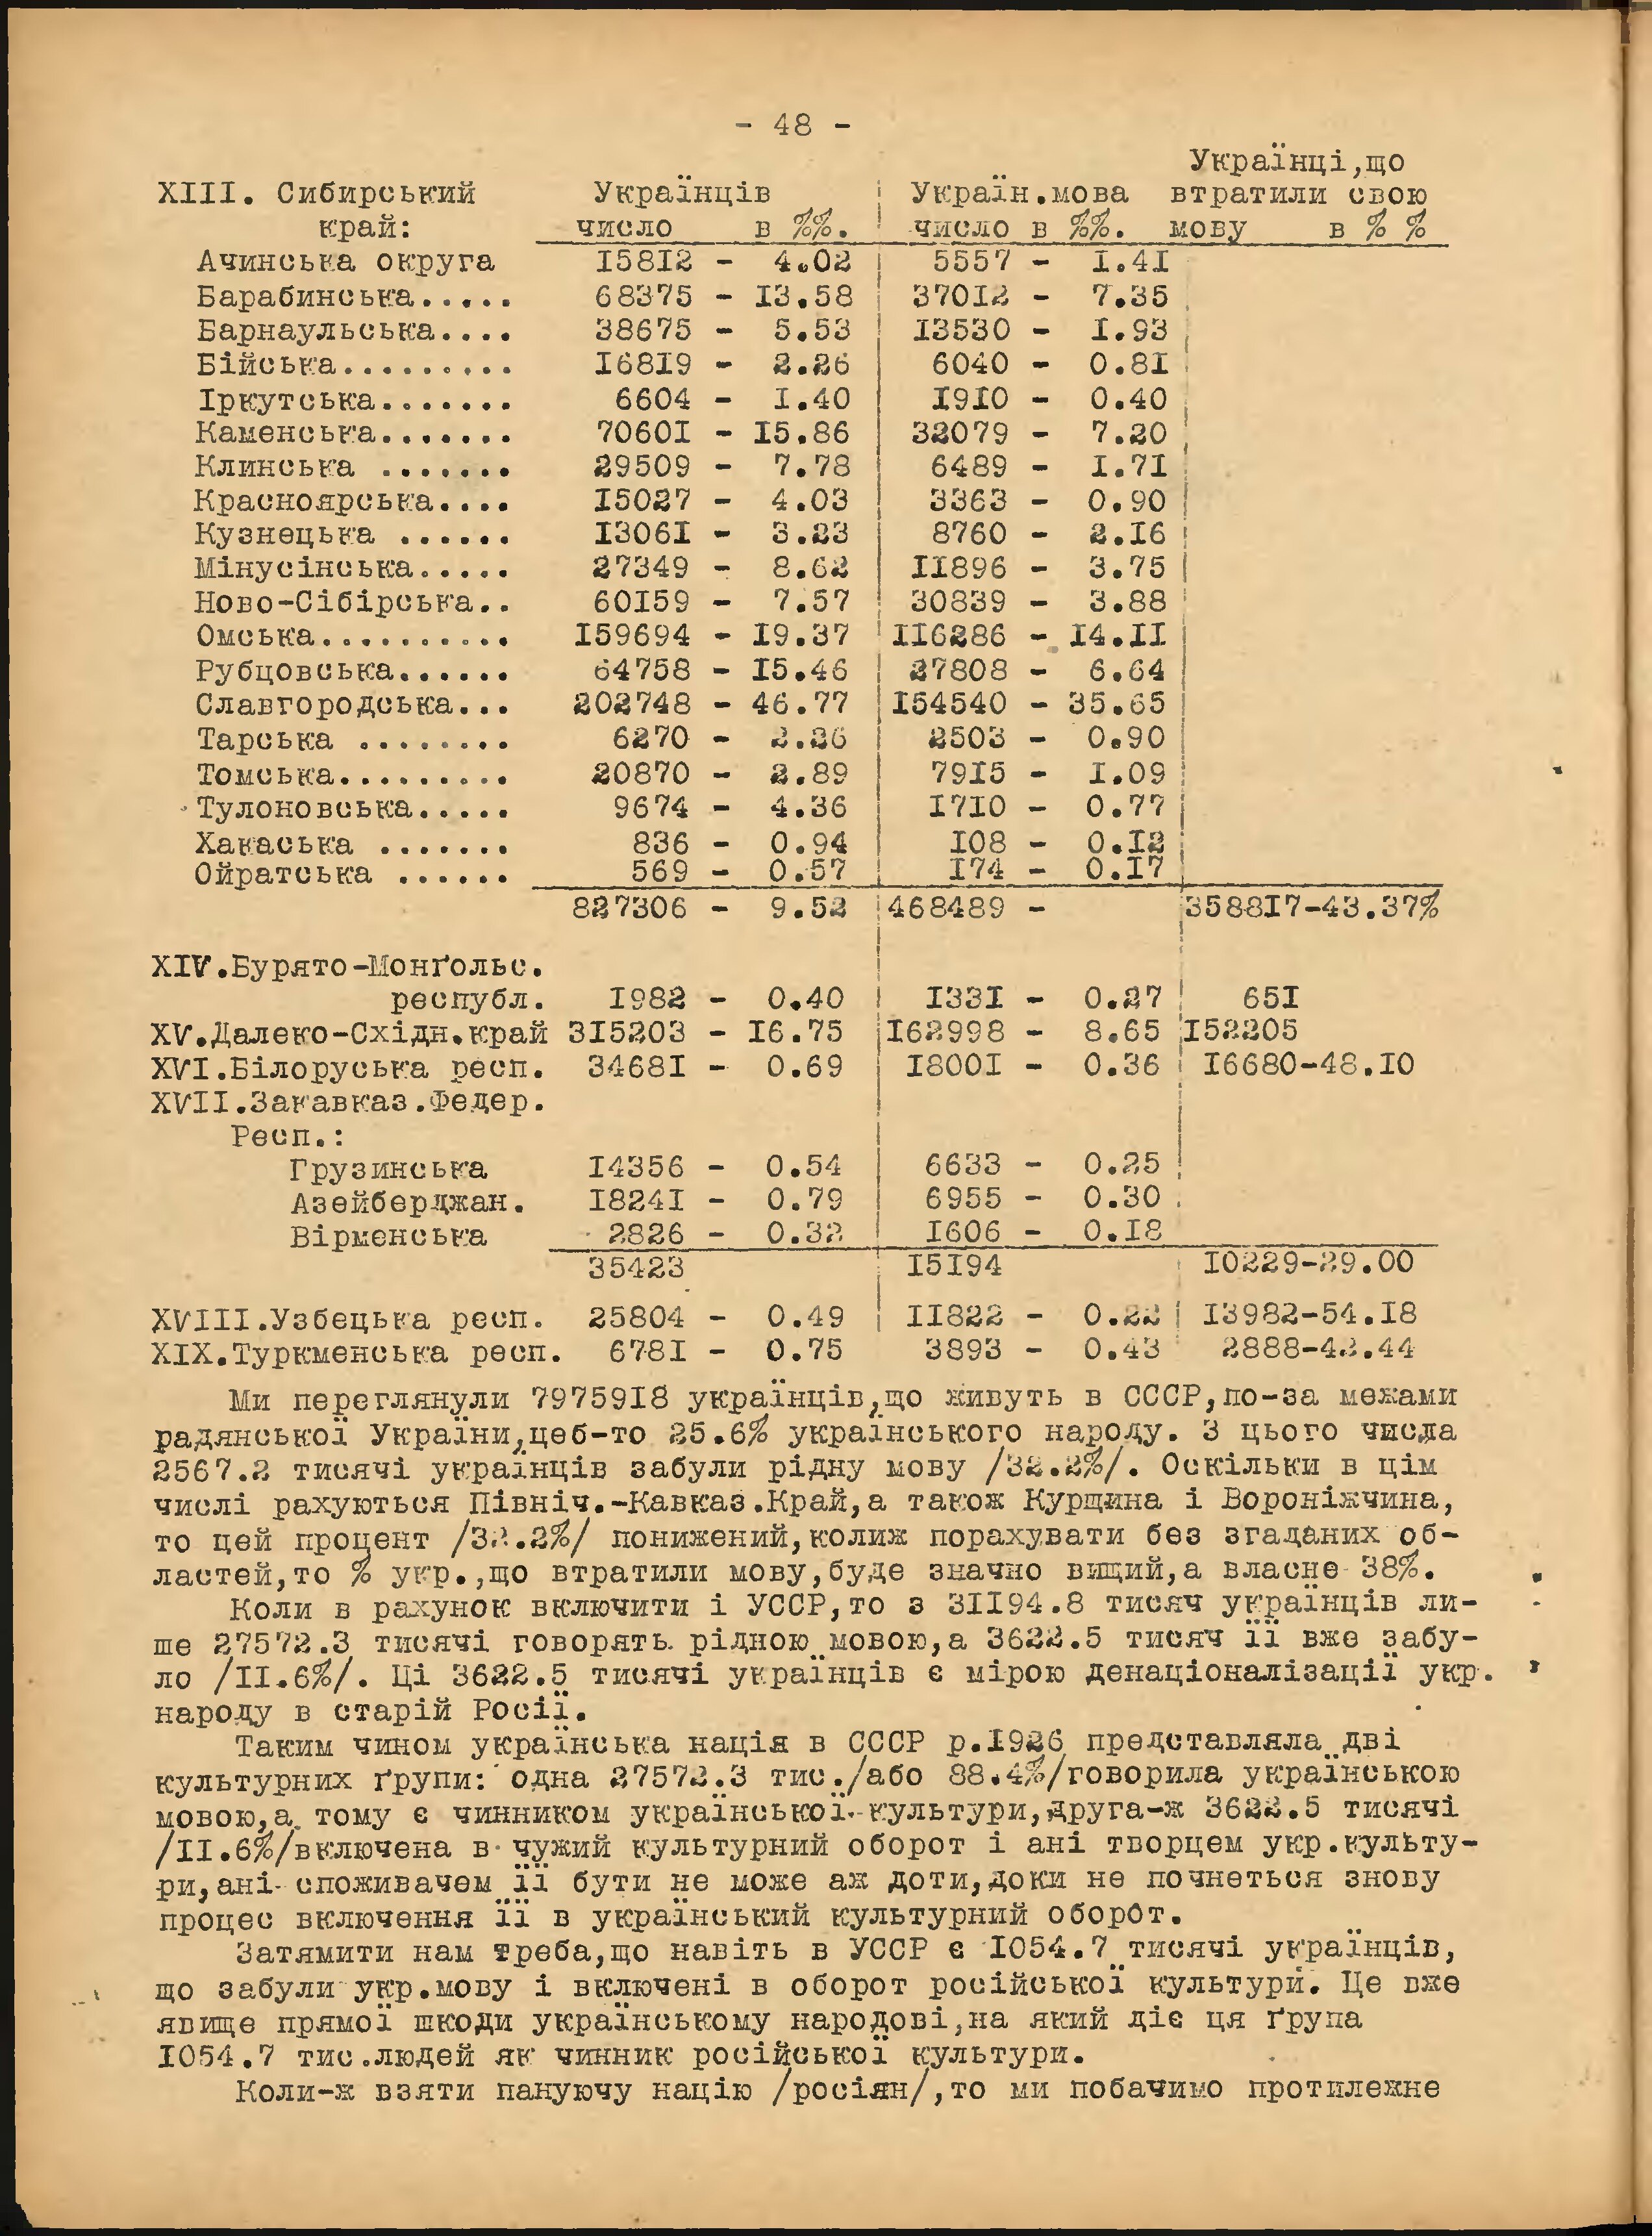 - 48 -
Українці,що
XIII. Сибирський Українців Україн.мова втратили свою
край: число в %%. число в %%. мову в % %
Ачинська округа 15812 - 4.02 5557 - 1.41
Барабинська..... 68375 - 13.58 37012 - 7.35
Барнаульська.... 38675 - 5.53 13530 - 1.93
Бійська......... 16819 - 2.26 6040 - 0.81
Іркутська....... 6604 - 1.40 1910 - 0.40
Каменська....... 70601 - 15.86 32079 - 7.20
Клинська ....... 29509 - 7.78 6489 - 1.71
Красноярська.... 15027 - 4.03 3363 - 0.90
Кузнецька ...... 13061 - 3.23 8760 - 2.16
Мінусінська..... 27349 - 8.62 11896 - 3.75
Ново-Сібірська.. 60159 - 7.57 30839 - 3.88
Омська.......... 159694 - 19.37 116286 - 14.11
Рубцовська...... 64758 - 15.46 27808 - 6.64
Славгородська... 202748 - 46.77 154540 - 35.65
Тарська ........ 6270 - 2.26 2503 - 0.90
Томська......... 20870 - 2.89 7915 - 1.09
Тулоновська..... 9674 - 4.36 1710 - 0.77
Хакаська ....... 836 - 0.94 108 - 0.12
Ойратська ...... 569 - 0.57 174 - 0.17
827306 - 9.52 468489 - 358817-43.37%
XIV.Бурято-Монґольс.
республ. 1982 - 0.40 1331 - 0.27 651
XV.Далеко-Східн.край 315203 - 16.75 162998 - 8.65 152205
XVI.Білоруська респ. 34681 - 0.69 18001 - 0.36 16680-48.10
XVII.Закавказ.Федер.
Респ.:
Грузинська 14356 - 0.54 6633 - 0.25
Азейберджан. 18241 - 0.79 6955 - 0.30
Вірменська 2826 - 0.32 1606 - 0.18
35423 15194 10229-29.00
XVIII.Узбецька респ. 25804 - 0.49 11822 - 0.22 13982-54.18
XIX.Туркменська респ. 6781 - 0.75 3893 - 0.43 2888-42.44
Ми переглянули 7975918 українців,що живуть в СССР,по-за межами
радянської України,цеб-то 25.6% українського народу. З цього числа
2567.2 тисячі українців забули рідну мову /32.2%/. Оскільки в цім
числі рахуються Північ.-Кавказ.Край,а також Курщина і Вороніжчина,
то цей процент /32.2%/ понижений,колиж порахувати без згаданих об-
ластей,то % укр.,що втратили мову,буде значно вищий,а власне 38%.
Коли в рахунок включити і УССР,то з 31194.8 тисяч українців ли-
ше 27572.3 тисячі говорять рідною мовою,а 3622.5 тисяч її вже забу-
ло /11.6%/. Ці 3622.5 тисячі українців є мірою денаціоналізації укр.
народу в старій Росії.
Таким чином українська нація в СССР р.1926 представляла дві
культурних ґрупи: одна 27572.3 тис./або 88.4%/говорила українською
мовою,а тому є чинником української культури,друга-ж 3622.5 тисячі
/11.6%/включена в чужий культурний оборот і ані творцем укр.культу-
ри,ані споживачем її бути не може аж доти,доки не почнеться знову
процес включення її в український культурний оборот.
Затямити нам треба,що навіть в УССР є 1054.7 тисячі українців,
що забули укр.мову і включені в оборот російської культури. Це вже
явище прямої шкоди українському народові,на який діє ця ґрупа
1054.7 тис.людей як чинник російської культури.
Коли-ж взяти пануючу націю /росіян/,то ми побачимо протилежне